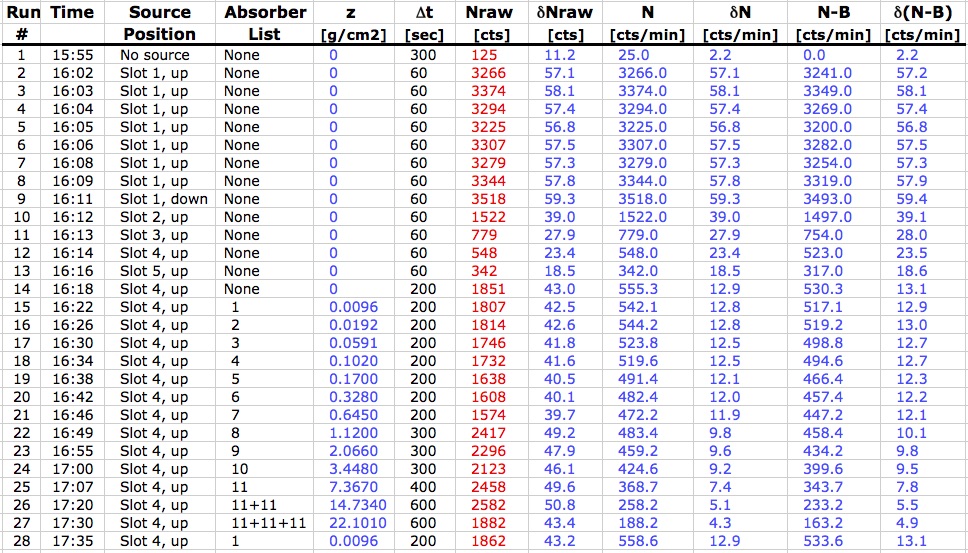 Run Time Source Absorber z Δt Nraw δNraw N δN N-B δ(N-B)
# Position List [g/cm2] [sec] [cts] [cts] [cts/min] [cts/min] [cts/min] [cts/min]
1 15:55 No source None 0 300 125 11.2 25.0 2.2 0.0 2.2
2 16:02 Slot 1, up None 0 60 3266 57.1 3266.0 57.1 3241.0 57.2
3 16:03 Slot 1, up None 0 60 3374 58.1 3374.0 58.1 3349.0 58.1
4 16:04 Slot 1, up None 0 60 3294 57.4 3294.0 57.4 3269.0 57.4
5 16:05 Slot 1, up None 0 60 3225 56.8 3225.0 56.8 3200.0 56.8
6 16:06 Slot 1, up None 0 60 3307 57.5 3307.0 57.5 3282.0 57.5
7 16:08 Slot 1, up None 0 60 3279 57.3 3279.0 57.3 3254.0 57.3
8 16:09 Slot 1, up None 0 60 3344 57.8 3344.0 57.8 3319.0 57.9
9 16:11 Slot 1, down None 0 60 3518 59.3 3518.0 59.3 3493.0 59.4
10 16:12 Slot 2, up None 0 60 1522 39.0 1522.0 39.0 1497.0 39.1
11 16:13 Slot 3, up None 0 60 779 27.9 779.0 27.9 754.0 28.0
12 16:14 Slot 4, up None 0 60 548 23.4 548.0 23.4 523.0 23.5
13 16:16 Slot 5, up None 0 60 342 18.5 342.0 18.5 317.0 18.6
14 16:18 Slot 4, up None 0 200 1851 43.0 555.3 12.9 530.3 13.1
15 16:22 Slot 4, up 1 0.0096 200 1807 42.5 542.1 12.8 517.1 12.9
16 16:26 Slot 4, up 2 0.0192 200 1814 42.6 544.2 12.8 519.2 13.0
17 16:30 Slot 4, up 3 0.0591 200 1746 41.8 523.8 12.5 498.8 12.7
18 16:34 Slot 4, up 4 0.1020 200 1732 41.6 519.6 12.5 494.6 12.7
19 16:38 Slot 4, up 5 0.1700 200 1638 40.5 491.4 12.1 466.4 12.3
20 16:42 Slot 4, up 6 0.3280 200 1608 40.1 482.4 12.0 457.4 12.2
21 16:46 Slot 4, up 7 0.6450 200 1574 39.7 472.2 11.9 447.2 12.1
22 16:49 Slot 4, up 8 1.1200 300 2417 49.2 483.4 9.8 458.4 10.1
23 16:55 Slot 4, up 9 2.0660 300 2296 47.9 459.2 9.6 434.2 9.8
24 17:00 Slot 4, up 10 3.4480 300 2123 46.1 424.6 9.2 399.6 9.5
25 17:07 Slot 4, up 11 7.3670 400 2458 49.6 368.7 7.4 343.7 7.8
26 17:20 Slot 4, up 11+11 14.7340 600 2582 50.8 258.2 5.1 233.2 5.5
27 17:30 Slot 4, up 11+11+11 22.1010 600 1882 43.4 188.2 4.3 163.2 4.9
28 17:35 Slot 4, up 1 0.0096 200 1862 43.2 558.6 12.9 533.6 13.1